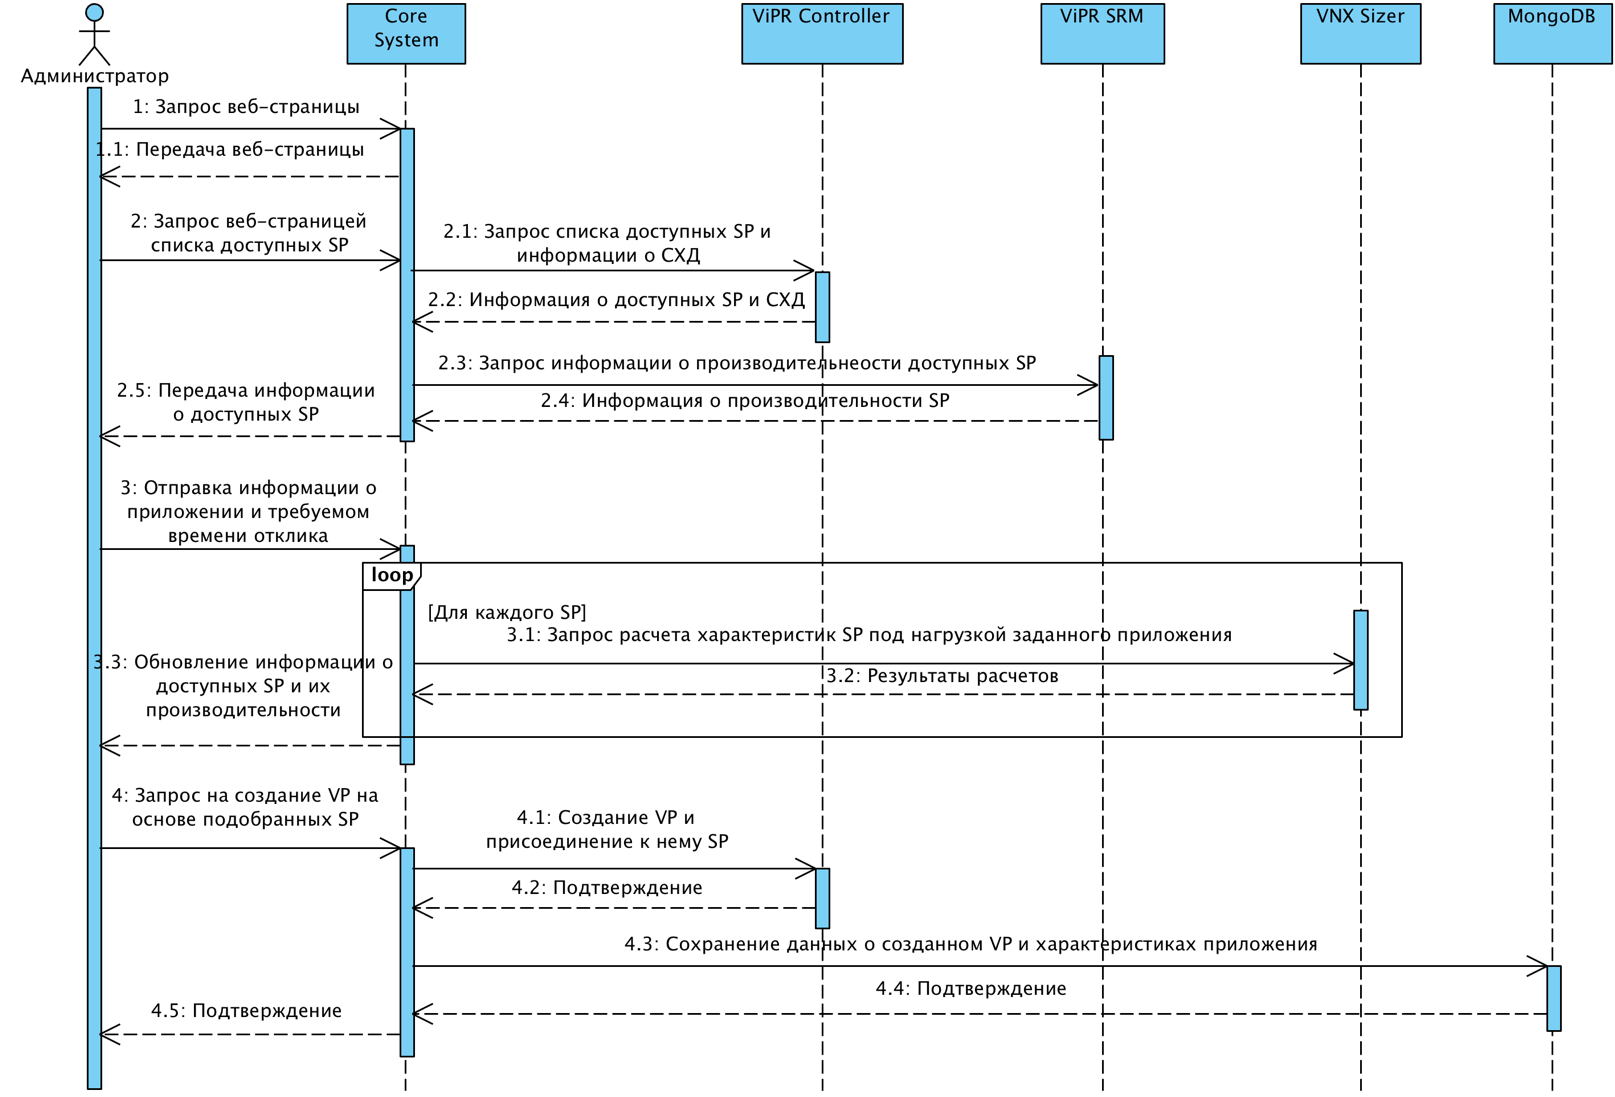 Администратор
Core
System
ViPR Controller
ViPR SRM
VNX Sizer
MongoDB
1: Запрос веб-страницы
1.1: Передача веб-страницы
2: Запрос веб-страницей
списка доступных SP
2.1: Запрос списка доступных SP и
информации о СХД
2.2: Информация о доступных SP и СХД
2.3: Запрос информации о производительнеости доступных SP
2.4: Информация о производительности SP
2.5: Передача информации
о доступных SP
3: Отправка информации о
приложении и требуемом
времени отклика
loop
[Для каждого SP]
3.1: Запрос расчета характеристик SP под нагрузкой заданного приложения
3.2: Результаты расчетов
3.3: Обновление информации о
доступных SP и их
производительности
4: Запрос на создание VP на
основе подобранных SP
4.1: Создание VP и
присоединение к нему SP
4.2: Подтверждение
4.3: Сохранение данных о созданном VP и характеристиках приложения
4.4: Подтверждение
4.5: Подтверждение